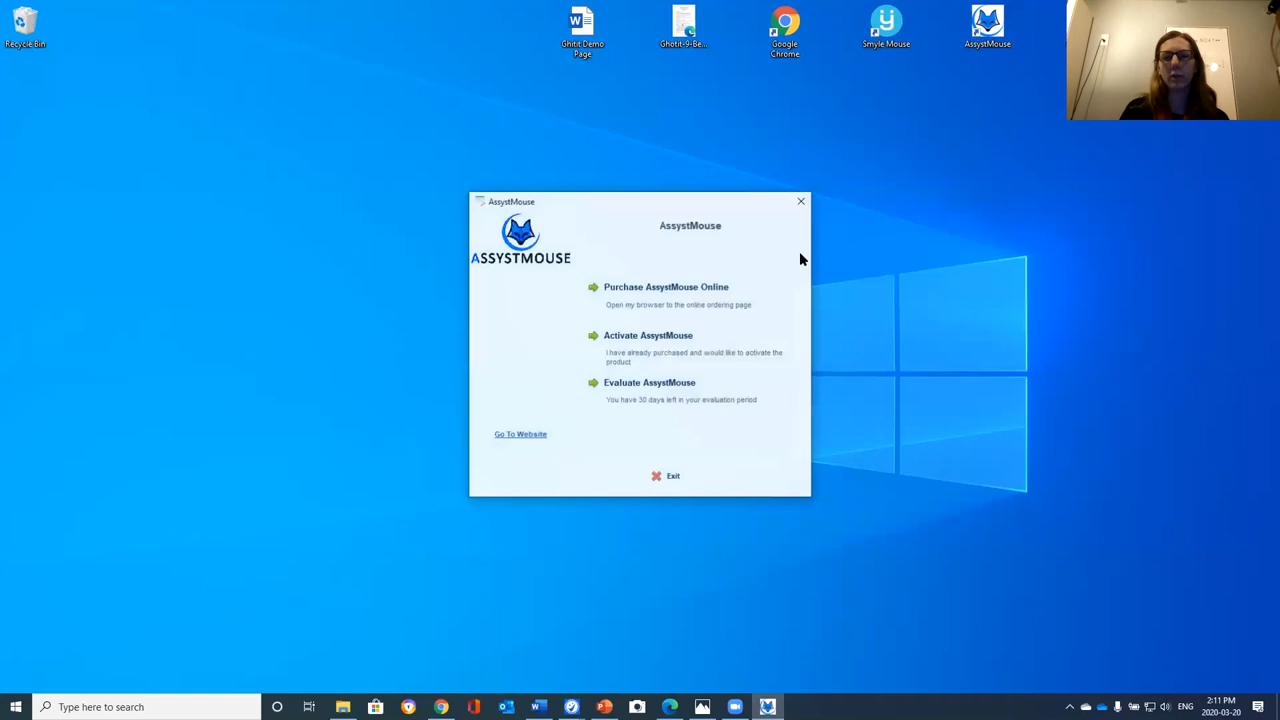 Recycle Bin
Ghitit Demo
Page
Ghotit-9-Be...
Google
Chrome
Smyle Mouse
AssystMouse
AssystMouse
ASSYSTMOUSE
AssystMouse
Purchase AssystMouse Online
Open my browser to the online ordering page
Activate AssystMouse
I have already purchased and would like to activate the
product
Evaluate AssystMouse
You have 30 days left in your evaluation period
Go To Website
Exit
Type here to search
ENG
2:11 PM
2020-03-20